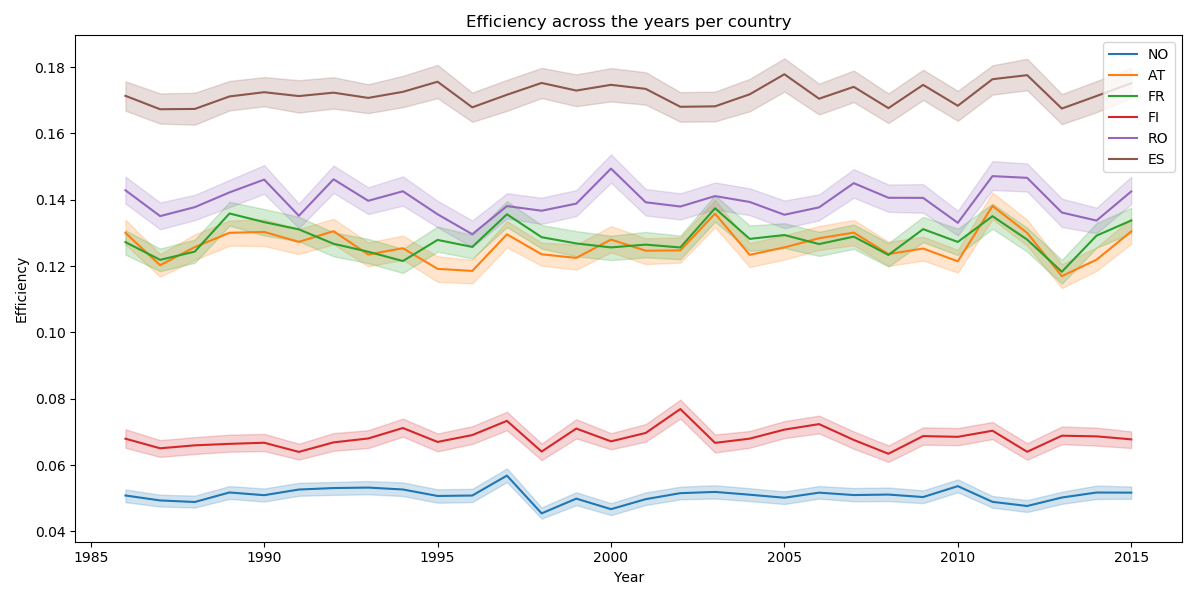 Efficiency across the years per country
NO
AT
FR
FI
RO
ES
Efficiency
0.18
0.16
0.14
0.12
0.10
0.08
0.06
0.04
1985
1990
1995
2000
2005
2010
2015
Year